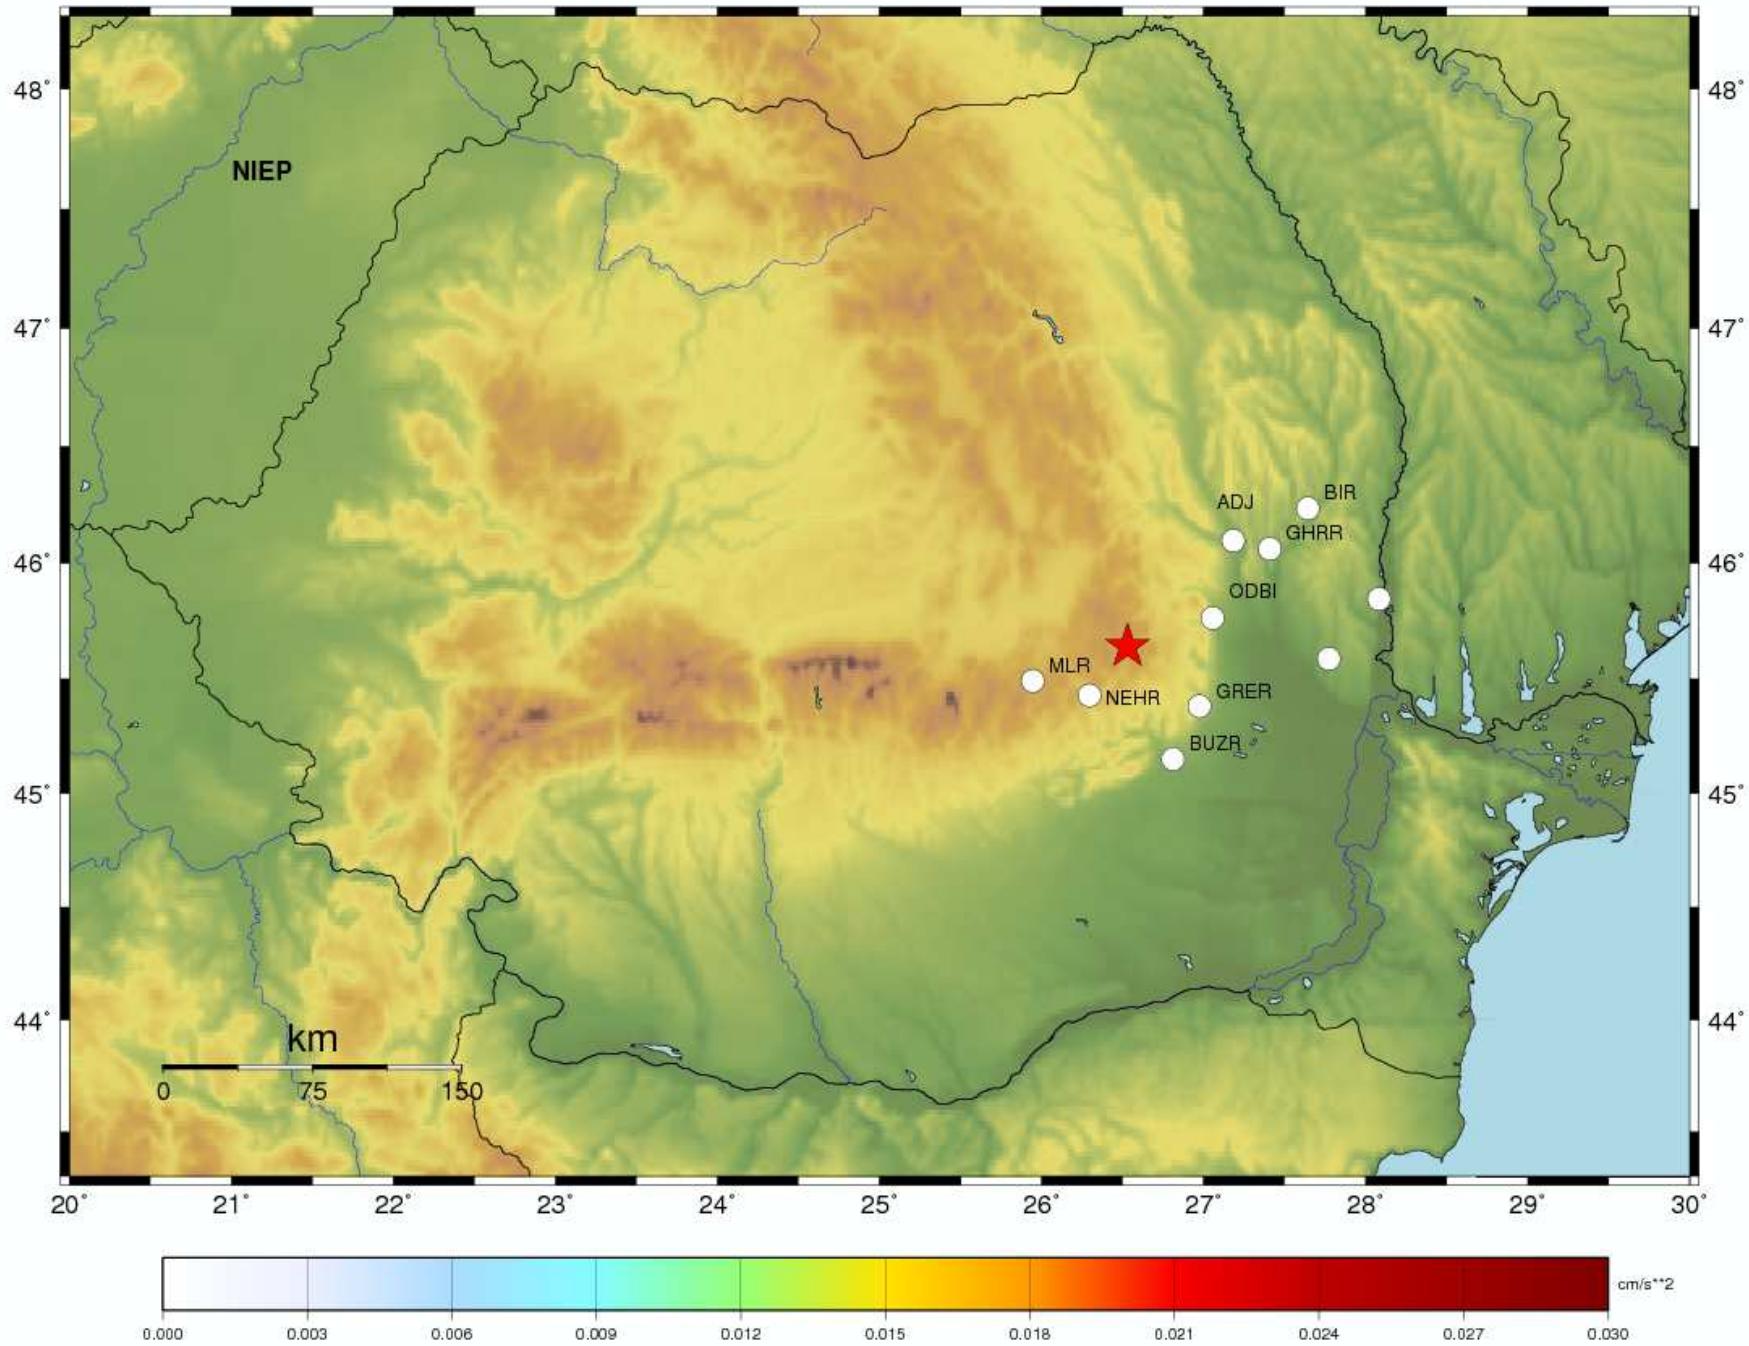 48° 48°
NIEP
47° 47°
BIR
ADJ
GHRR
46° 46°
ODBI
MLR
GRER
NEHR
BUZR
45° 45°
44° 44°
km
0 75 150
20° 21° 22° 23° 24° 25° 26° 27° 28° 29° 30°
cm/s**2
0.000 0.003 0.006 0.009 0.012 0.015 0.018 0.021 0.024 0.027 0.030